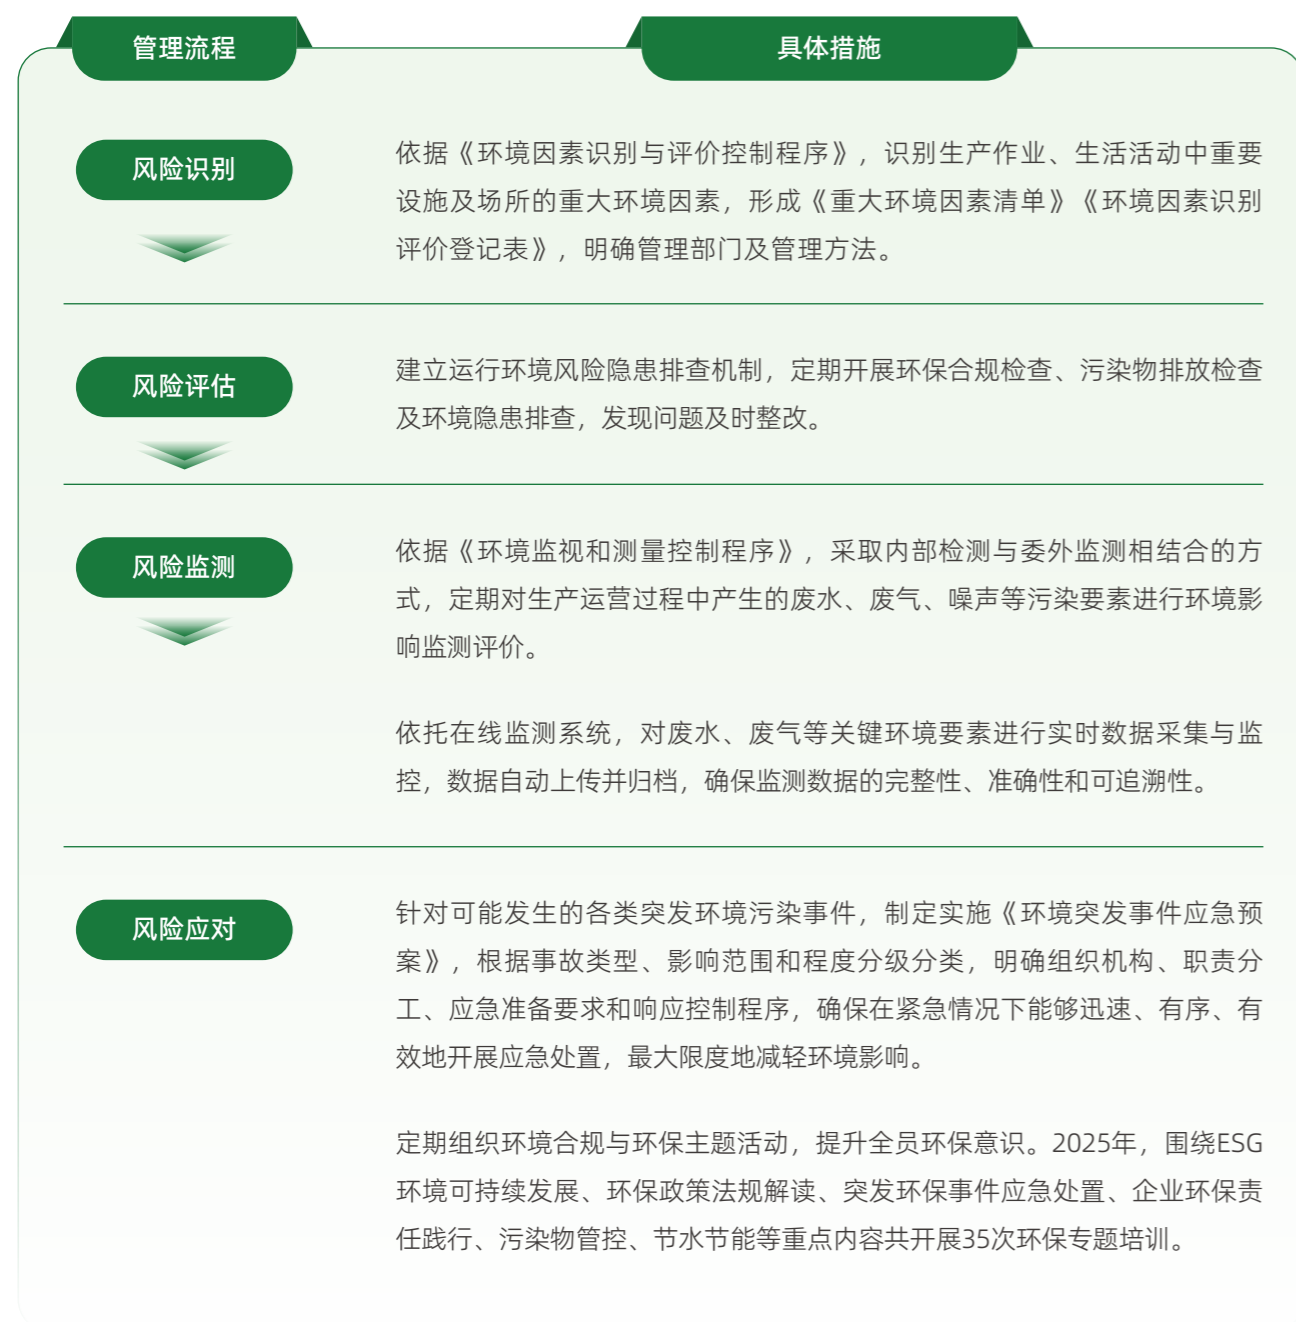 管理流程
具体措施
风险识别
依据《环境因素识别与评价控制程序》，识别生产作业、生活活动中重要
设施及场所的重大环境因素，形成《重大环境因素清单》《环境因素识别
评价登记表》，明确管理部门及管理方法。
风险评估
建立运行环境风险隐患排查机制，定期开展环保合规检查、污染物排放检查
及环境隐患排查，发现问题及时整改。
风险监测
依据《环境监视和测量控制程序》，采取内部检测与委外监测相结合的方
式，定期对生产运营过程中产生的废水、废气、噪声等污染要素进行环境影
响监测评价。
依托在线监测系统，对废水、废气等关键环境要素进行实时数据采集与监
控，数据自动上传并归档，确保监测数据的完整性、准确性和可追溯性。
风险应对
针对可能发生的各类突发环境污染事件，制定实施《环境突发事件应急预
案》，根据事故类型、影响范围和程度分级分类，明确组织机构、职责分
工、应急准备要求和响应控制程序，确保在紧急情况下能够迅速、有序、有
效地开展应急处置，最大限度地减轻环境影响。
定期组织环境合规与环保主题活动，提升全员环保意识。2025年，围绕ESG
环境可持续发展、环保政策法规解读、突发环保事件应急处置、企业环保责
任践行、污染物管控、节水节能等重点内容共开展35次环保专题培训。